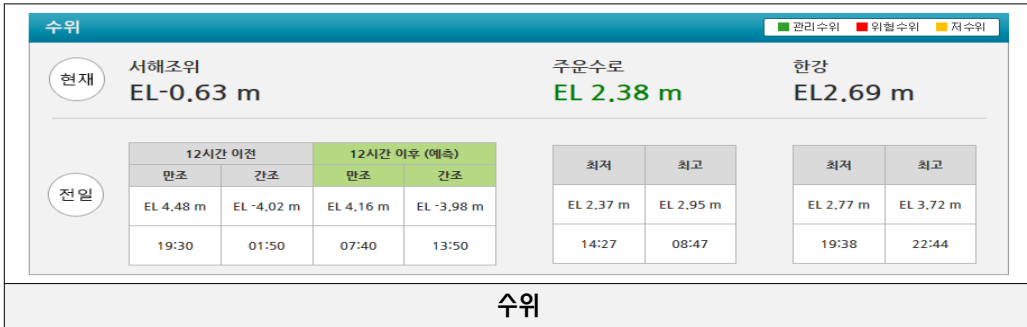 수위
관리수위 위험수위 저수위
현재
서해조위 주운수로 한강
EL-0.63 m EL 2.38 m EL2.69 m
전일
12시간 이전 12시간 이후 (예측)
만조 간조 만조 간조 최저 최고 최저 최고
EL 4.48 m EL -4.02 m EL 4.16 m EL -3.98 m EL 2.37 m EL 2.95 m EL 2.77 m EL 3.72 m
19:30 01:50 07:40 13:50 14:27 08:47 19:38 22:44
수위